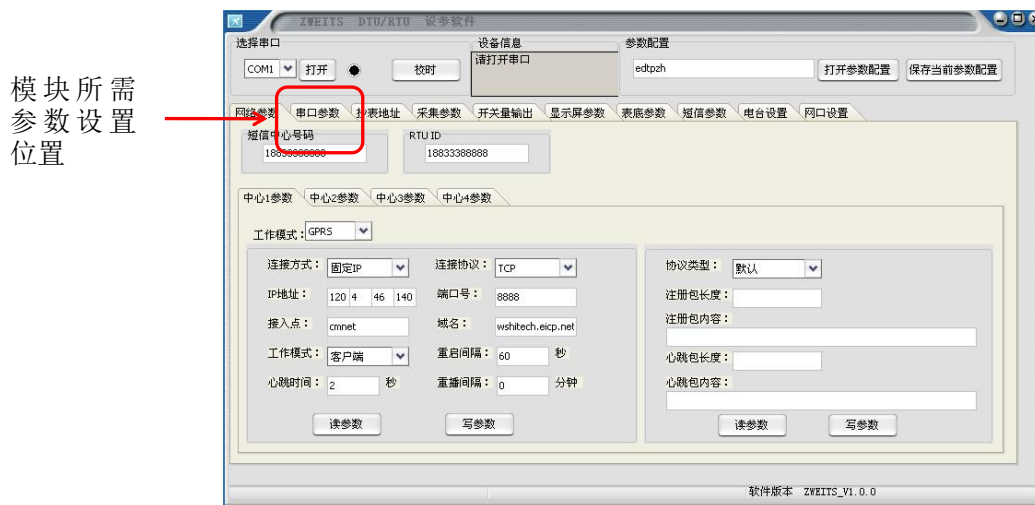 模块所需
参数设置
位置
ZWEITS DTU/RTU 设参软件
选择串口
设备信息
参数配置
COM1
打开
校时
请打开串口
edtpzh
打开参数配置
保存当前参数配置
网络参数
串口参数
抄表地址
采集参数
开关量输出
显示屏参数
表底参数
短信参数
电台设置
网口设置
短信中心号码
RTU ID
18833388888
中心1参数
中心2参数
中心3参数
中心4参数
工作模式：
GPRS
连接方式：
固定IP
连接协议：
TCP
协议类型：
默认
IP地址：
120 4 46 140
端口号：
8888
注册包长度：
接入点：
cmnet
域名：
wshitech.eicp.net
注册包内容：
工作模式：
客户端
重启间隔：
60
秒
心跳包长度：
心跳时间：
2
秒
重播间隔：
0
分钟
心跳包内容：
读参数
写参数
读参数
写参数
软件版本 ZWEITS_V1.0.0